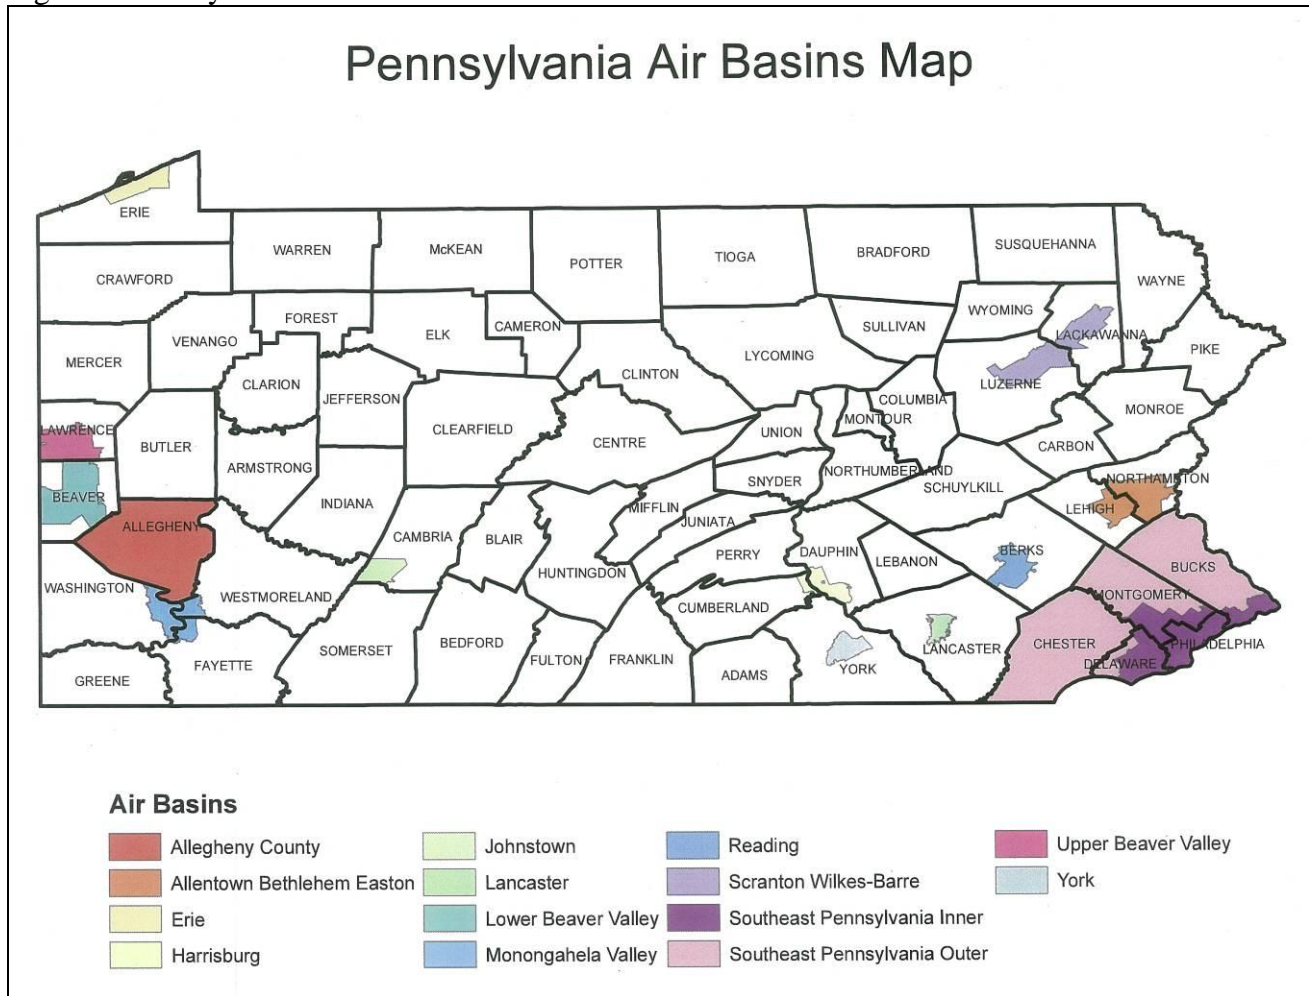 Pennsylvania Air Basins Map
ERIE
WARREN
McKEAN
POTTER
TIOGA
BRADFORD
SUSQUEHANNA
WAYNE
CRAWFORD
FOREST
ELK
CAMERON
SULLIVAN
WYOMING
LACKAWANNA
PIKE
MERCER
VENANGO
CLARION
JEFFERSON
CLINTON
LYCOMING
LUZERNE
MONROE
LAWRENCE
BUTLER
ARMSTRONG
CLEARFIELD
CENTRE
UNION
MONTOUR
COLUMBIA
CARBON
BEAVER
INDIANA
SNYDER
NORTHUMBERLAND
SCHUYLKILL
NORTHAMPTON
LEHIGH
ALLEGHENY
CAMBRIA
BLAIR
MIFFLIN
JUNIATA
PERRY
DAUPHIN
LEBANON
BERKS
BUCKS
WASHINGTON
WESTMORELAND
HUNTINGDON
CUMBERLAND
MONTGOMERY
GREENE
FAYETTE
SOMERSET
BEDFORD
FULTON
FRANKLIN
ADAMS
YORK
LANCASTER
CHESTER
DELAWARE
PHILADELPHIA
Air Basins
Allegheny County
Allentown Bethlehem Easton
Erie
Harrisburg
Johnstown
Lancaster
Lower Beaver Valley
Monongahela Valley
Reading
Scranton Wilkes-Barre
Southeast Pennsylvania Inner
Southeast Pennsylvania Outer
Upper Beaver Valley
York